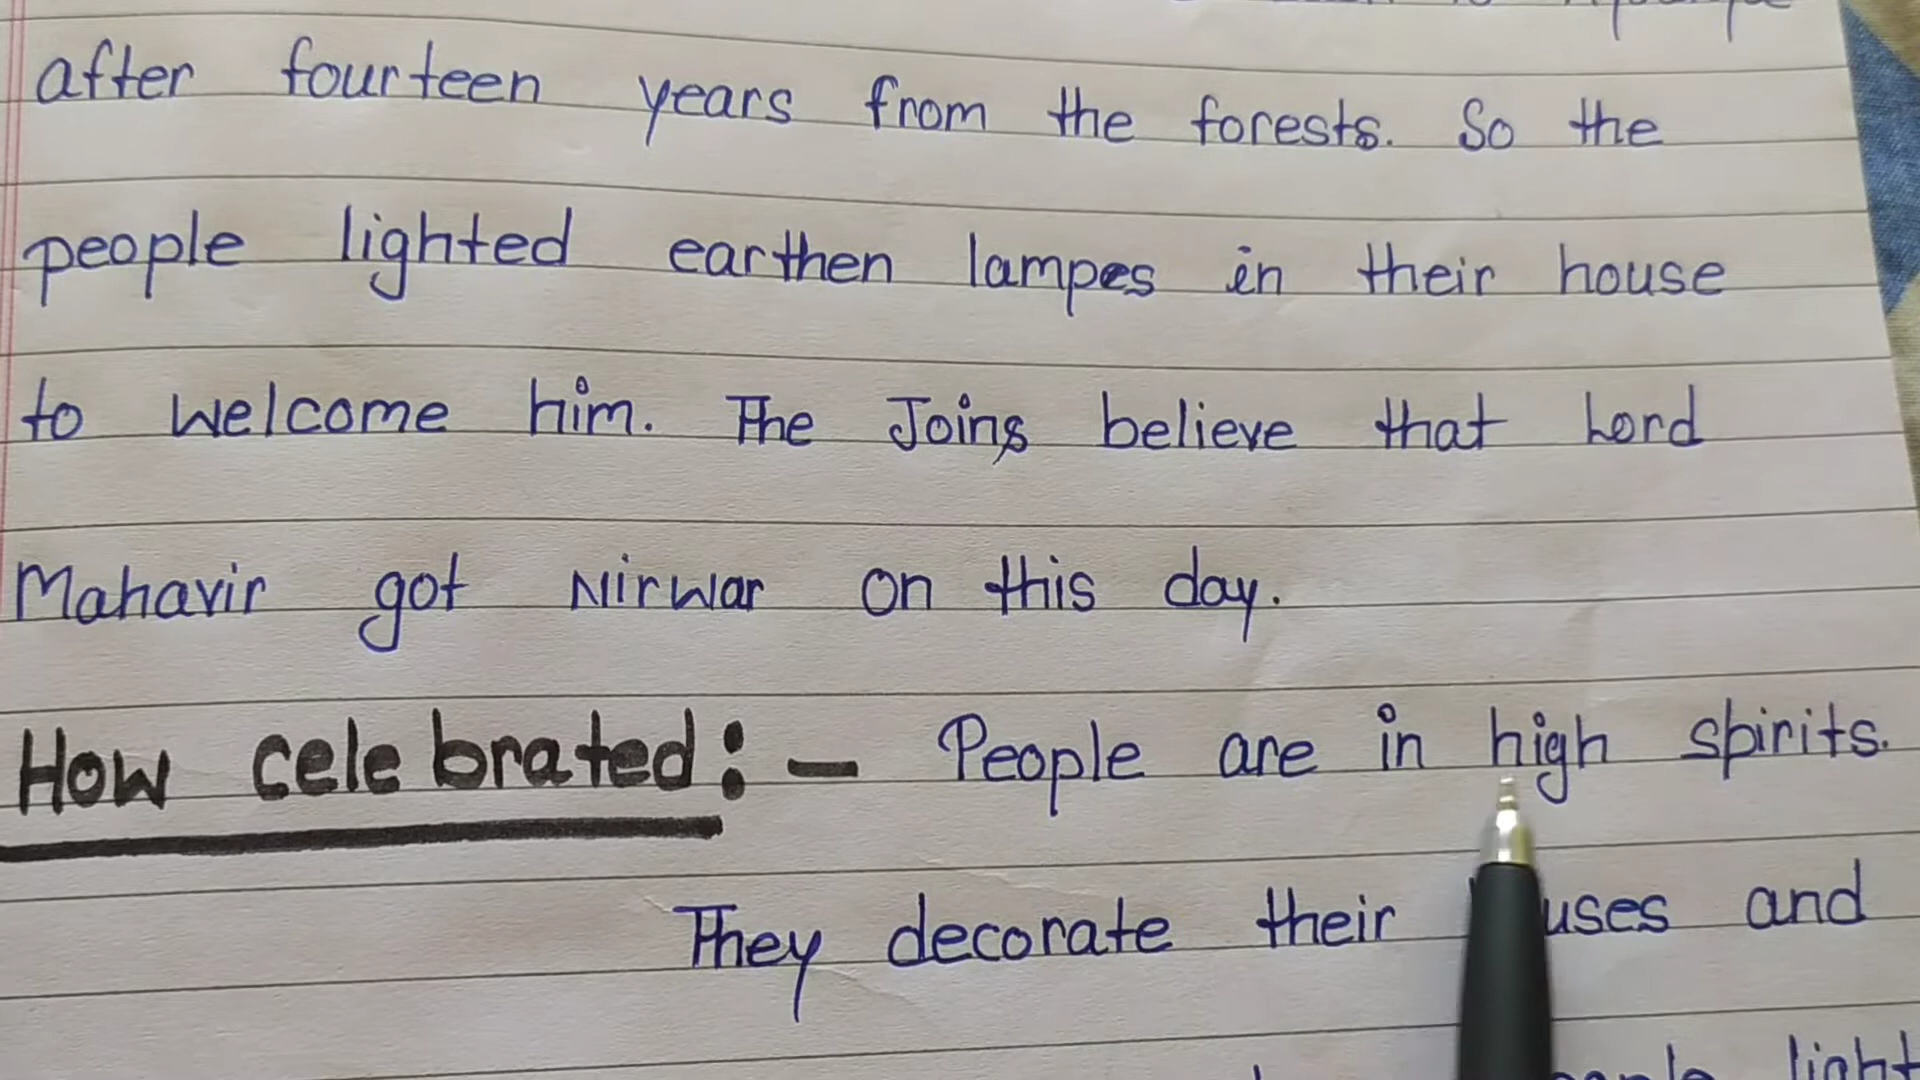 after fourteen years from the forests. So the
people lighted earthen lampes in their house
to welcome him. The Joins believe that Lord
Mahavir got Nirwar on this day.
How celebrated :- People are in high spirits.
They decorate their and
light